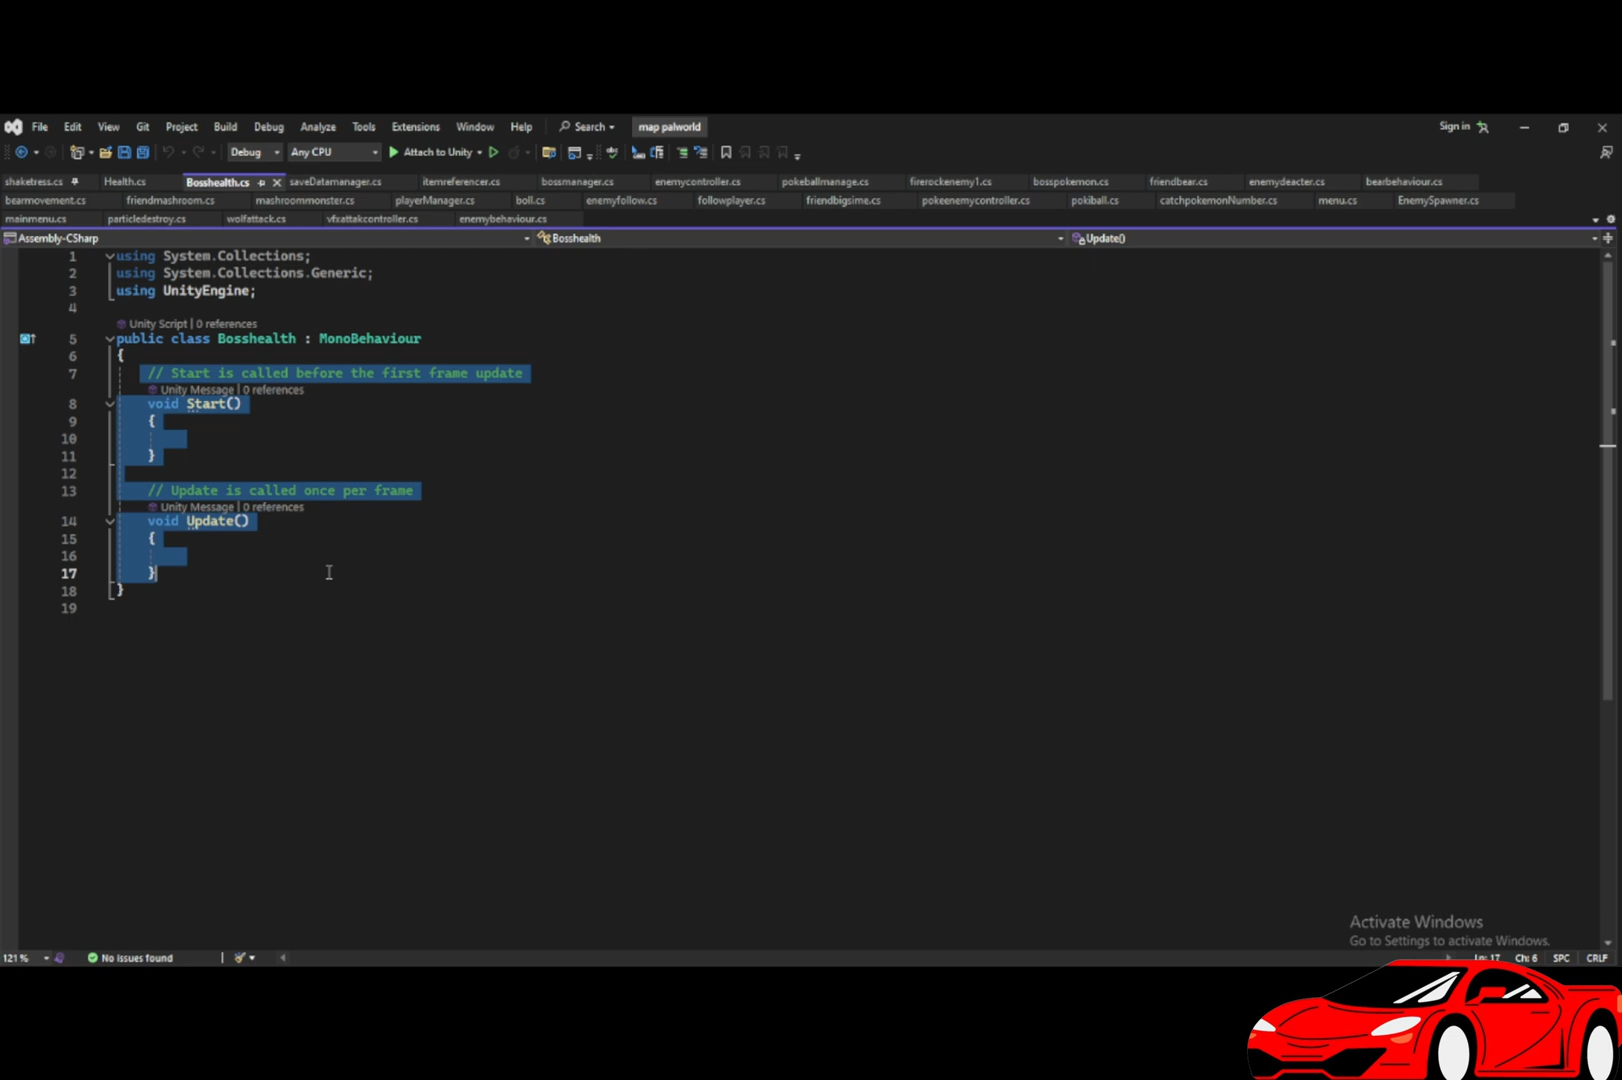 File Edit View Git Project Build Debug Analyze Tools Extensions Window Help Search map palworld Sign in
Debug Any CPU Attach to Unity
shaketress.cs Health.cs Bosshealth.cs saveDatamanager.cs itemreferencer.cs bossmanager.cs enemycontroller.cs pokeballmanage.cs firerockenemy1.cs bosspokemon.cs friendbear.cs enemydeacter.cs bearbehaviour.cs
bearmovement.cs friendmashroom.cs mashroommonster.cs playerManager.cs boll.cs enemyfollow.cs followplayer.cs friendbigsime.cs pokeenemycontroller.cs pokiball.cs catchpokemonNumber.cs menu.cs EnemySpawner.cs
mainmenu.cs particledestroy.cs wolfattack.cs vfxattakcontroller.cs enemybehaviour.cs
Assembly-CSharp Bosshealth Update()
1 using System.Collections;
2 using System.Collections.Generic;
3 using UnityEngine;
4
Unity Script | 0 references
5 public class Bosshealth : MonoBehaviour
6 {
7 // Start is called before the first frame update
Unity Message | 0 references
8 void Start()
9 {
10
11 }
12
13 // Update is called once per frame
Unity Message | 0 references
14 void Update()
15 {
16
17 }
18 }
19
Activate Windows
Go to Settings to activate Windows.
121 % No issues found Ln: 17 Ch: 6 SPC CRLF